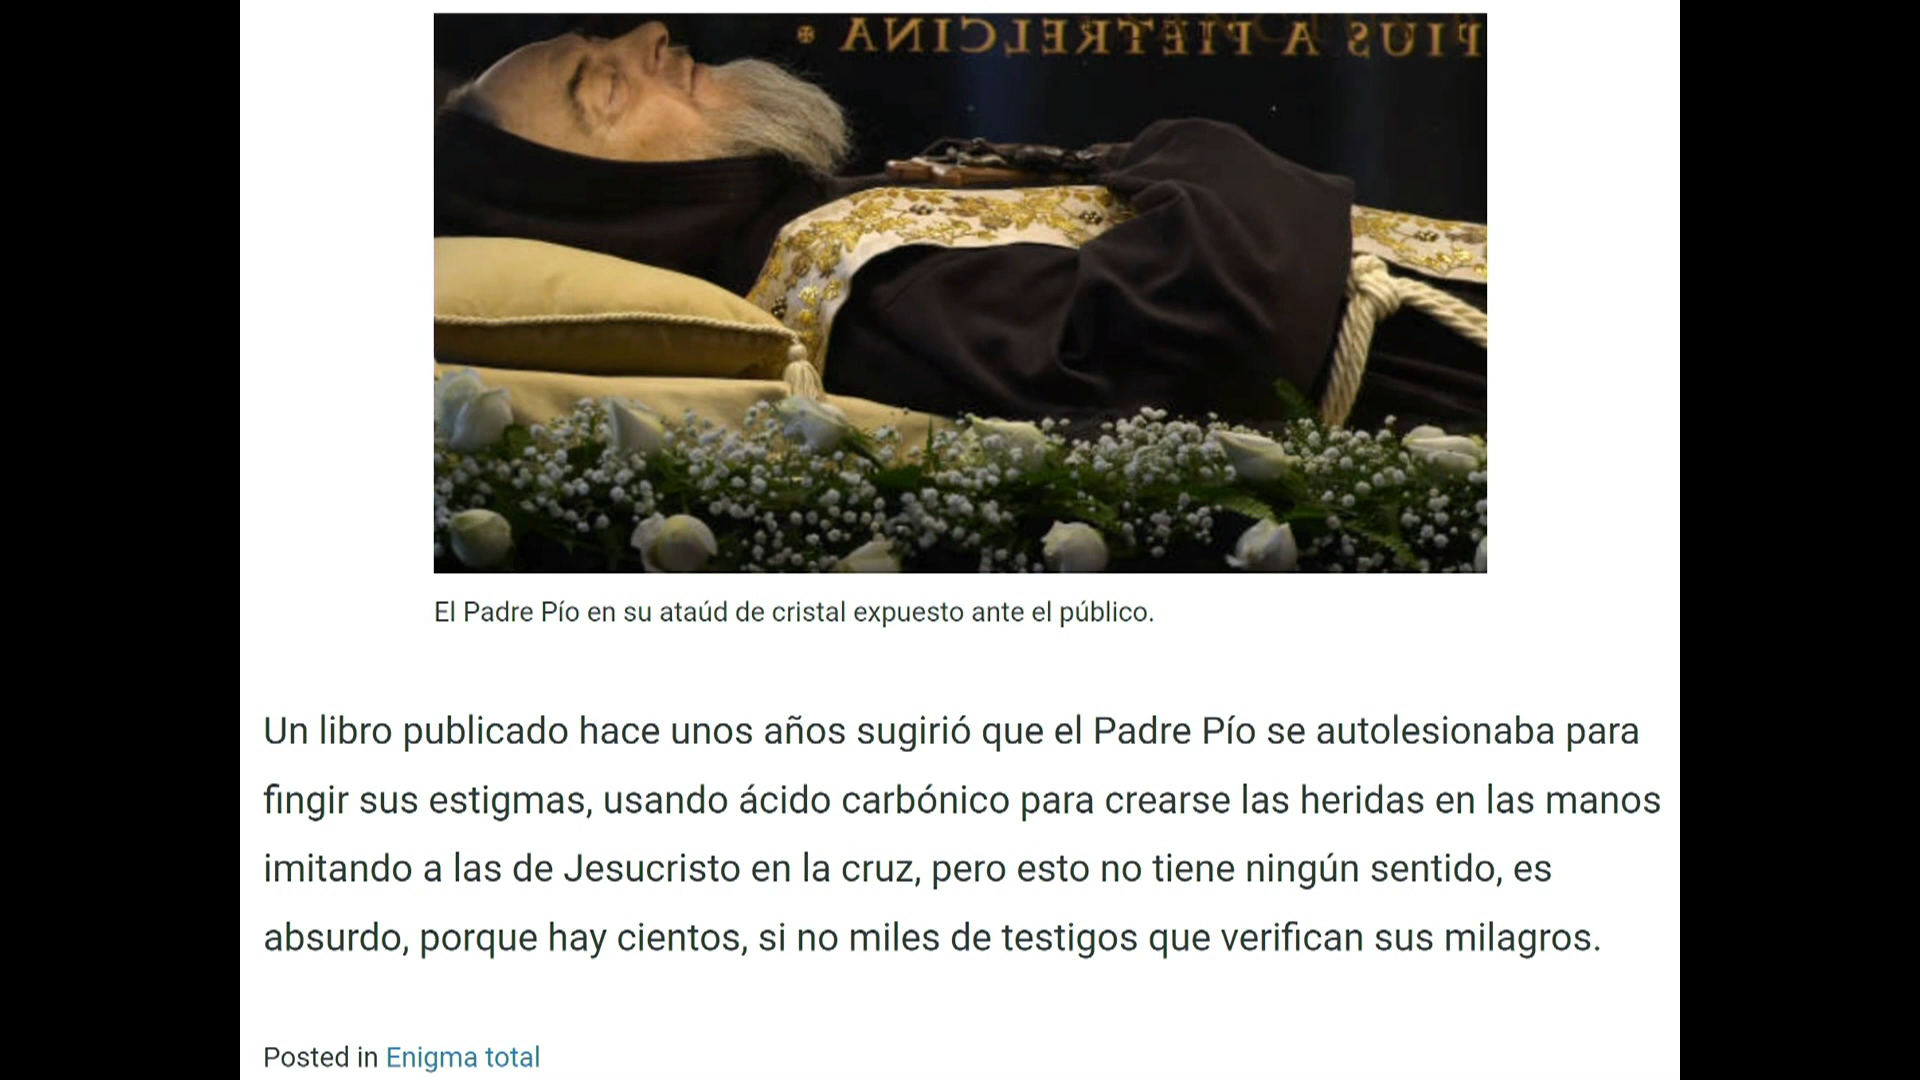 PIUS A PIETRELCINA
El Padre Pío en su ataúd de cristal expuesto ante el público.
Un libro publicado hace unos años sugirió que el Padre Pío se autolesionaba para
fingir sus estigmas, usando ácido carbónico para crearse las heridas en las manos
imitando a las de Jesucristo en la cruz, pero esto no tiene ningún sentido, es
absurdo, porque hay cientos, si no miles de testigos que verifican sus milagros.
Posted in Enigma total